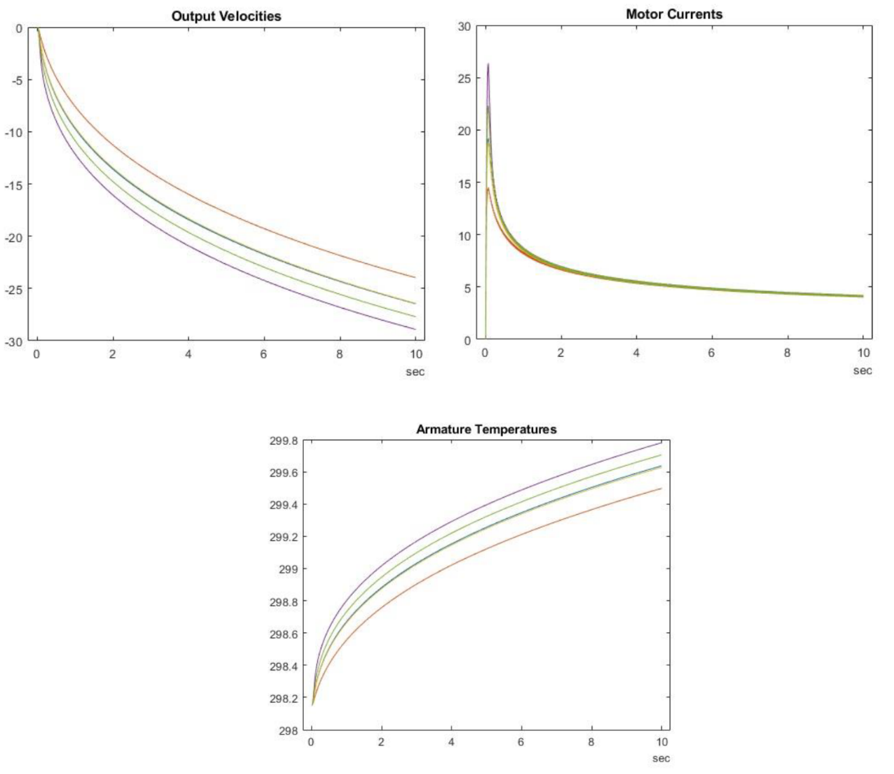 Output Velocities
0
-5
-10
-15
-20
-25
-30
0 2 4 6 8 10
sec
Motor Currents
30
25
20
15
10
5
0
0 2 4 6 8 10
sec
Armature Temperatures
299.8
299.6
299.4
299.2
299
298.8
298.6
298.4
298.2
298
0 2 4 6 8 10
sec